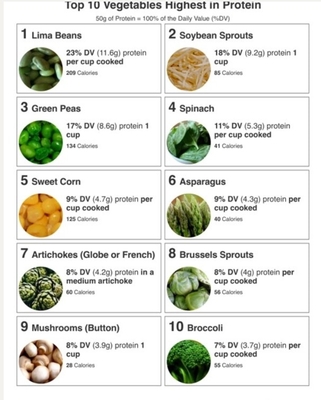 Top 10 Vegetables Highest in Protein
50g of Protein = 100% of the Daily Value (%DV)
1 Lima Beans
23% DV (11.6g) protein
per cup cooked
209 Calories
2 Soybean Sprouts
18% DV (9.2g) protein 1
cup
85 Calories
3 Green Peas
17% DV (8.6g) protein 1
cup
134 Calories
4 Spinach
11% DV (5.3g) protein
per cup cooked
41 Calories
5 Sweet Corn
9% DV (4.7g) protein per
cup cooked
125 Calories
6 Asparagus
9% DV (4.3g) protein per
cup cooked
40 Calories
7 Artichokes (Globe or French)
8% DV (4.2g) protein in a
medium artichoke
60 Calories
8 Brussels Sprouts
8% DV (4g) protein per
cup cooked
56 Calories
9 Mushrooms (Button)
8% DV (3.9g) protein 1
cup
28 Calories
10 Broccoli
7% DV (3.7g) protein per
cup cooked
55 Calories